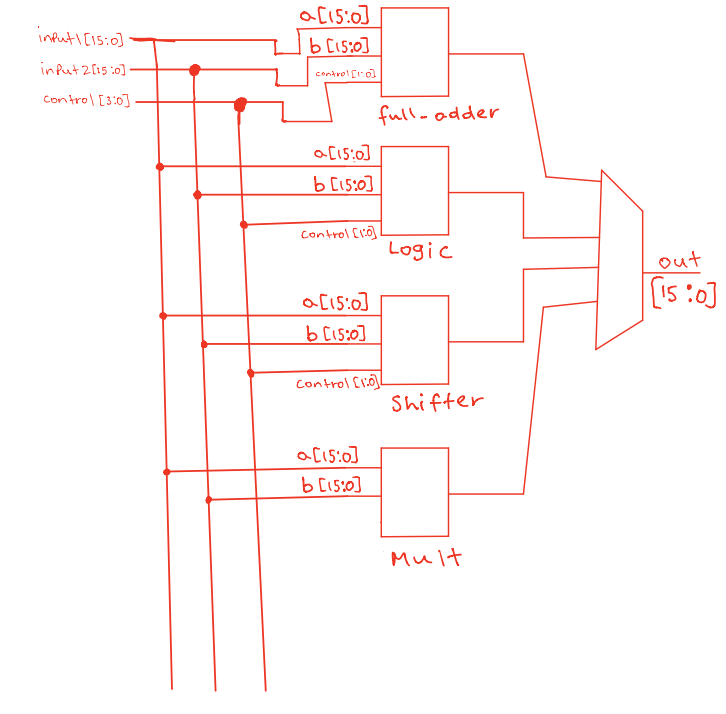 a[15:0]
input1[15:0]
b[15:0]
input2[15:0]
control[1:0]
control[3:0]
full-adder
a[15:0]
b[15:0]
control[1:0]
Logic
out
[15:0]
a[15:0]
b[15:0]
control[1:0]
Shifter
a[15:0]
b[15:0]
Mult